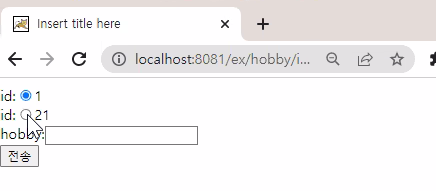 Insert title here
localhost:8081/ex/hobby/i...
id: 1
id: 21
hobby:
전송